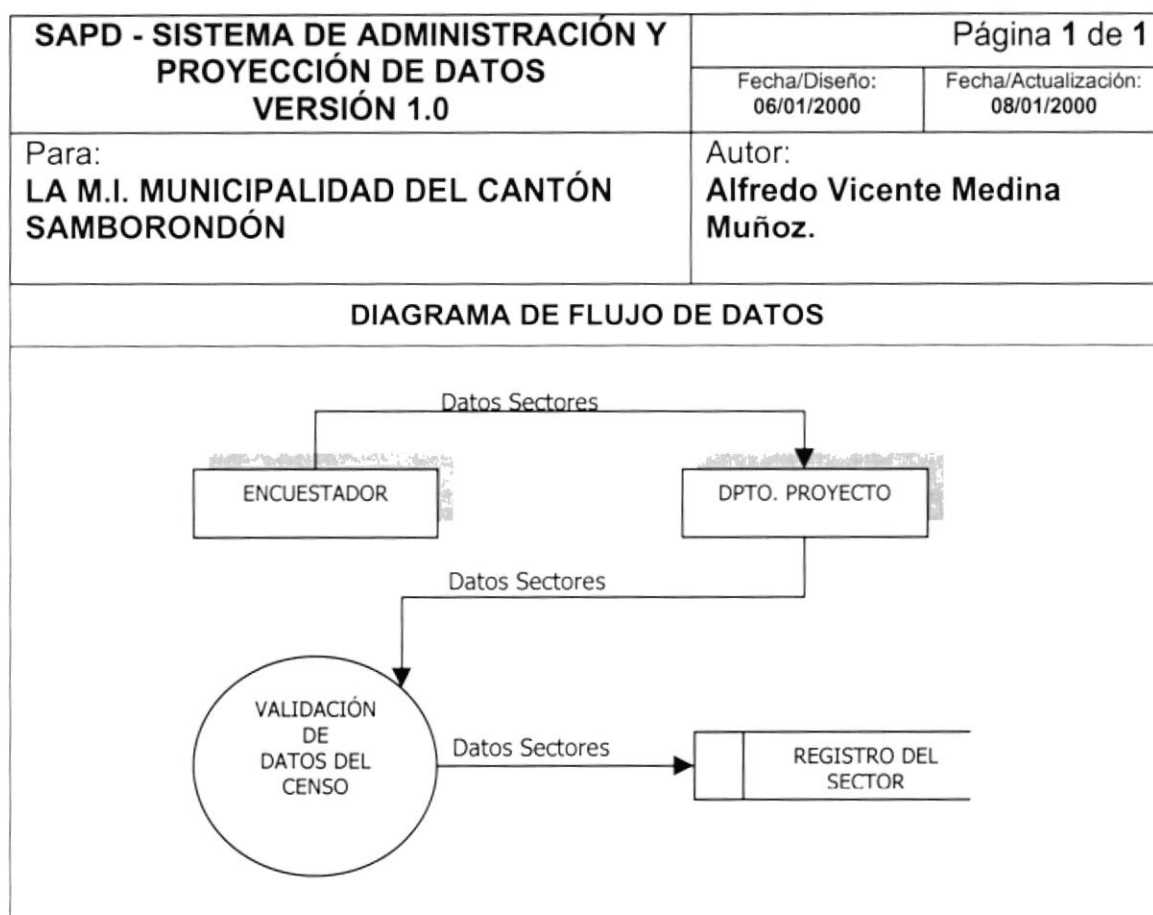 SAPD - SISTEMA DE ADMINISTRACIÓN Y
PROYECCIÓN DE DATOS
VERSIÓN 1.0
Página 1 de 1
Fecha/Diseño:
06/01/2000
Fecha/Actualización:
08/01/2000
Para:
LA M.I. MUNICIPALIDAD DEL CANTÓN
SAMBORONDÓN
Autor:
Alfredo Vicente Medina
Muñoz.
DIAGRAMA DE FLUJO DE DATOS
Datos Sectores
ENCUESTADOR
DPTO. PROYECTO
Datos Sectores
VALIDACIÓN
DE
DATOS DEL
CENSO
Datos Sectores
REGISTRO DEL
SECTOR